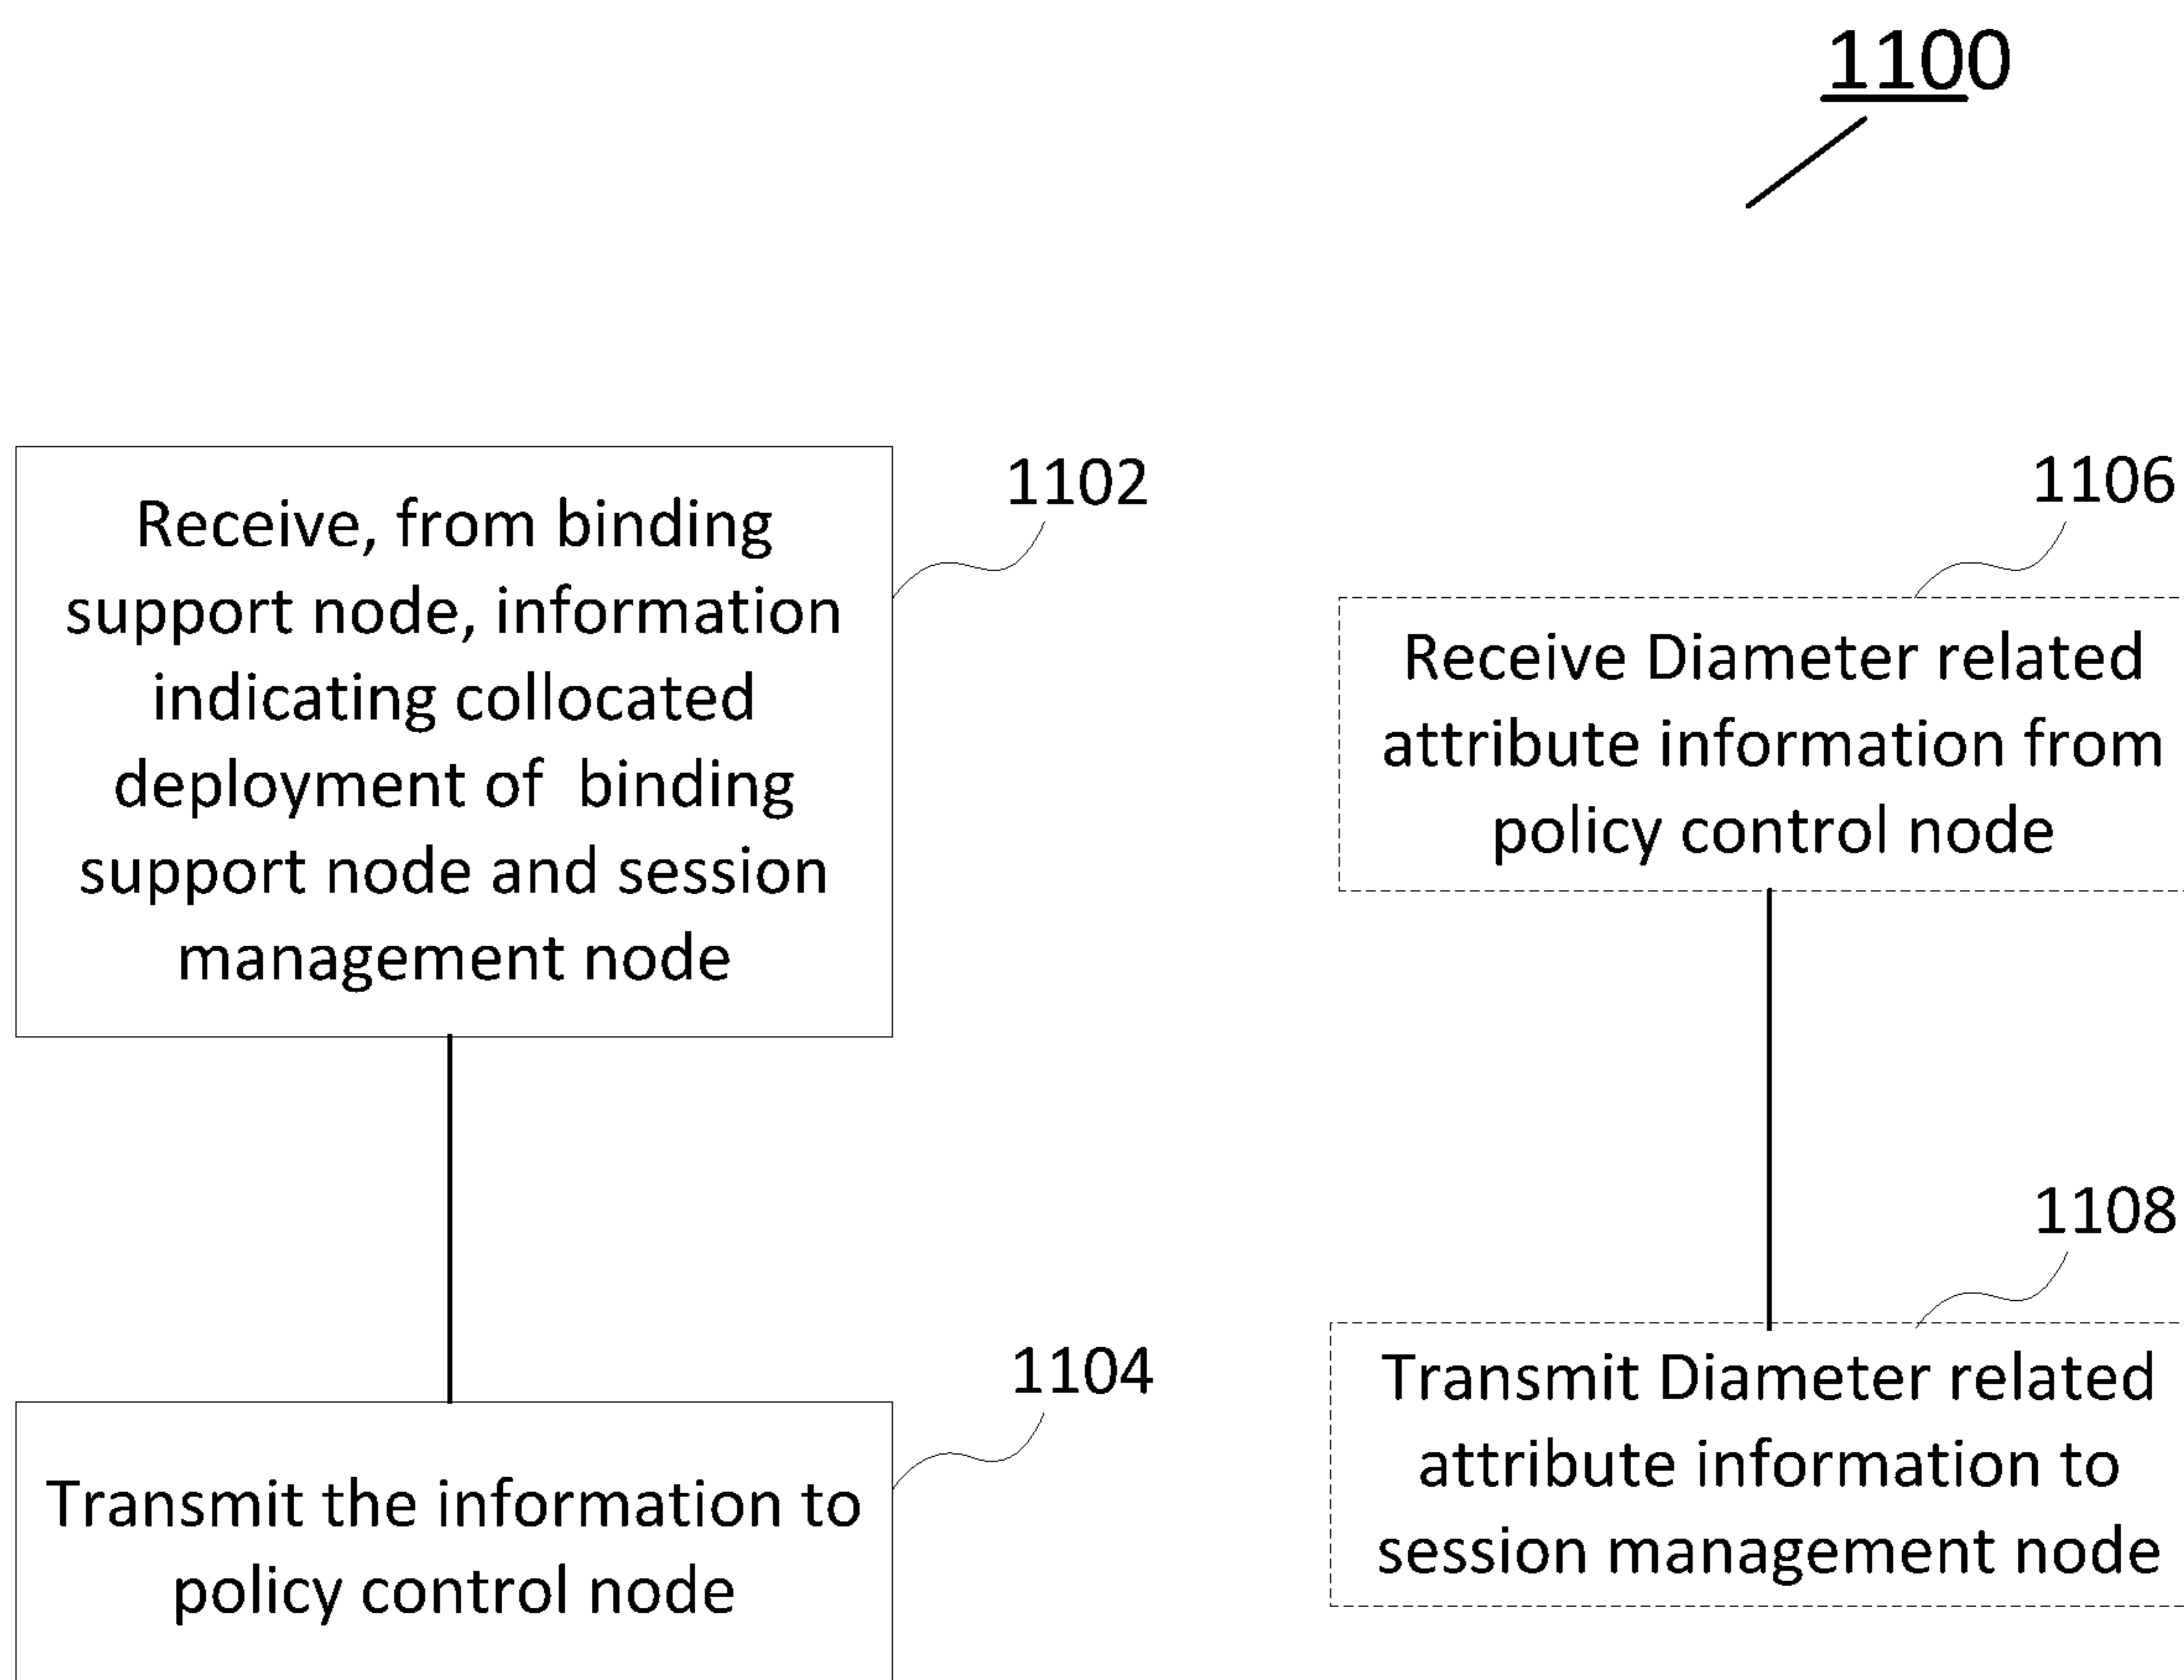 1100
1102
Receive, from binding
support node, information
indicating collocated
deployment of binding
support node and session
management node
1104
Transmit the information to
policy control node
1106
Receive Diameter related
attribute information from
policy control node
1108
Transmit Diameter related
attribute information to
session management node